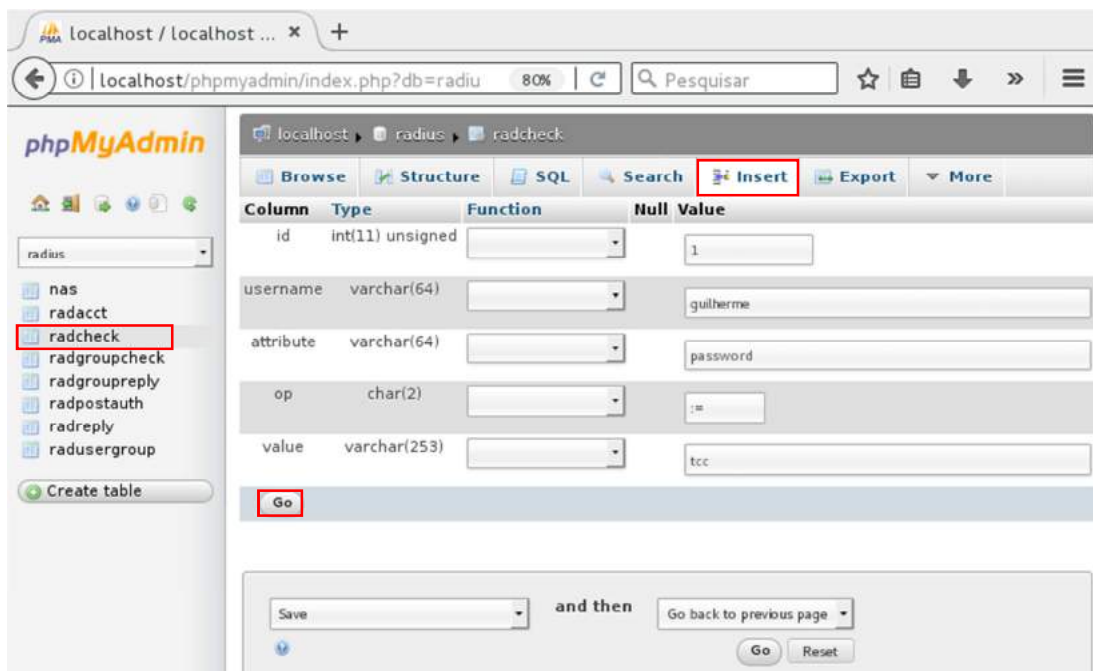 localhost / localhost ... × +
localhost/phpmyadmin/index.php?db=radiu 80% Pesquisar
phpMyAdmin
radius
nas
radacct
radcheck
radgroupcheck
radgroupreply
radpostauth
radreply
radusergroup
Create table
localhost ▸ radius ▸ radcheck
Browse Structure SQL Search Insert Export More
Column Type Function Null Value
id int(11) unsigned 1
username varchar(64) guilherme
attribute varchar(64) password
op char(2) :=
value varchar(253) tcc
Go
Save and then Go back to previous page
Go Reset